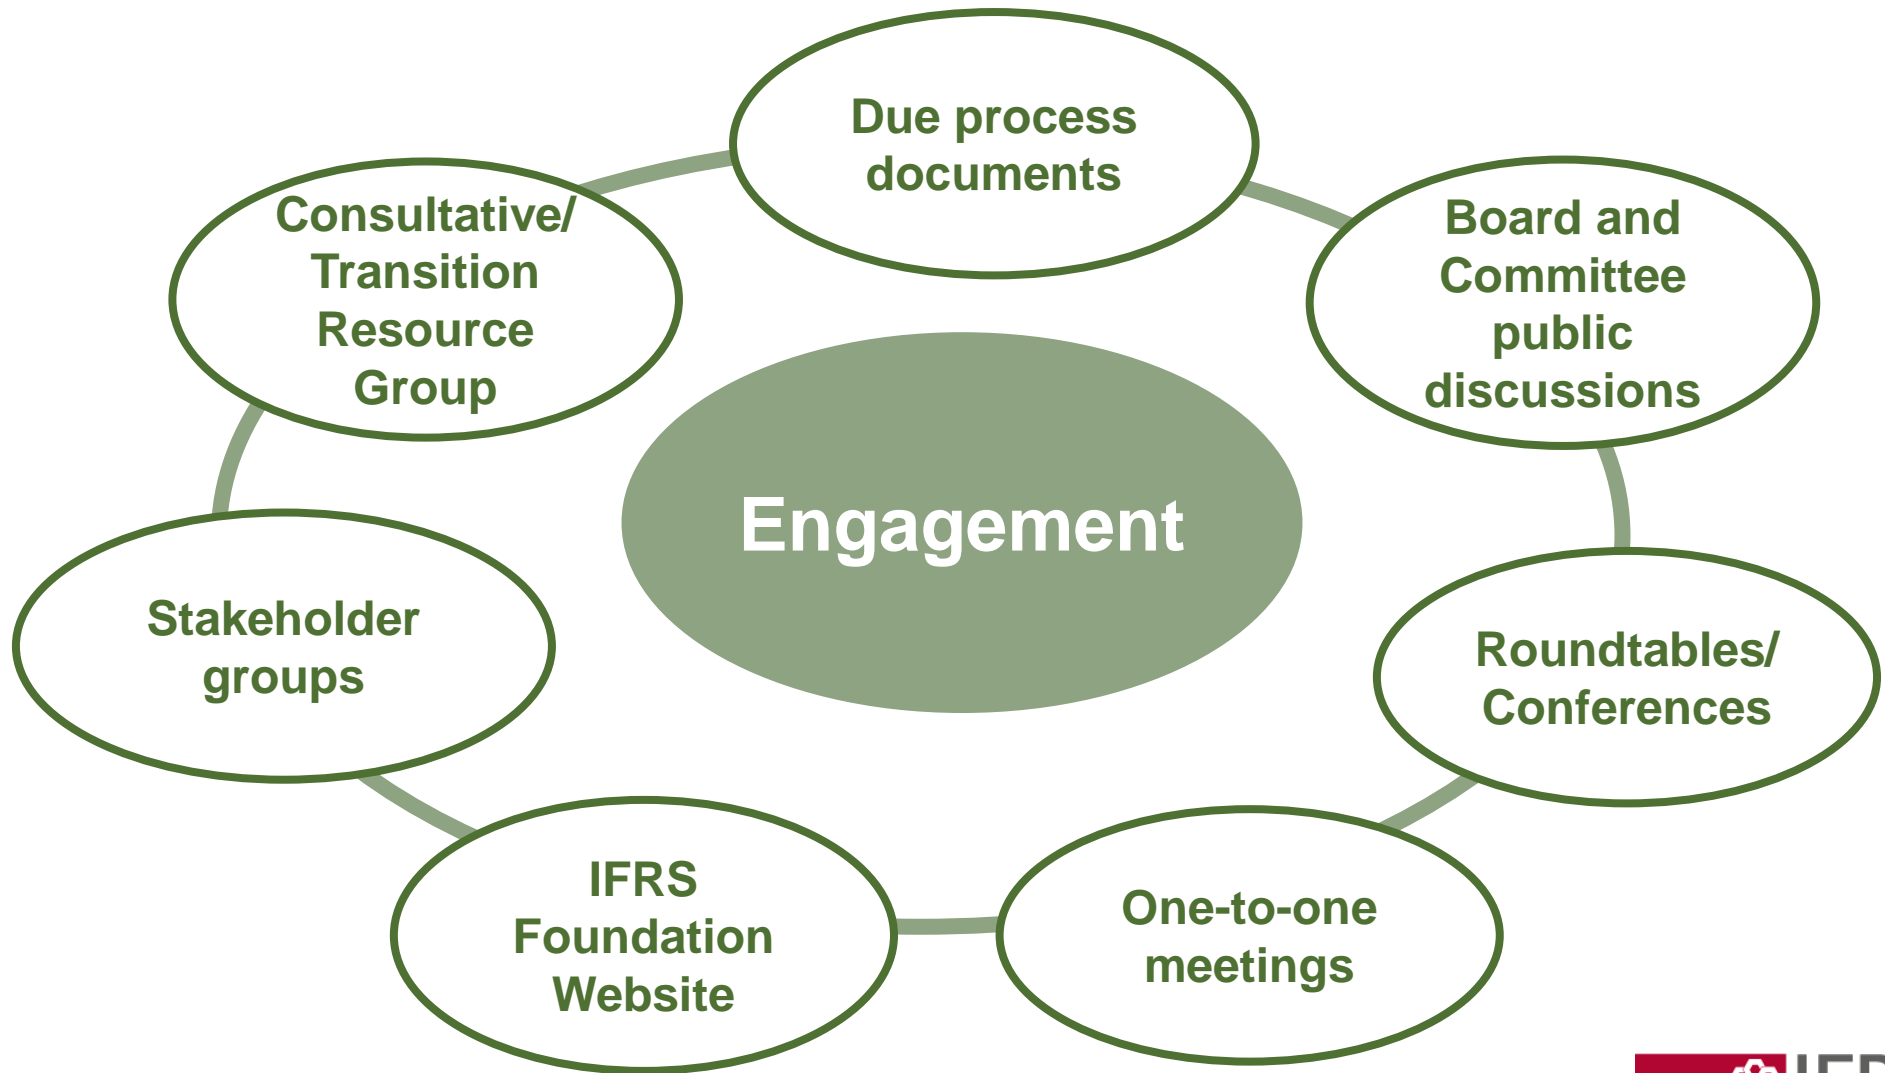 Due process
documents
Board and
Committee
public
discussions
Roundtables/
Conferences
One-to-one
meetings
IFRS
Foundation
Website
Stakeholder
groups
Consultative/
Transition
Resource
Group
Engagement